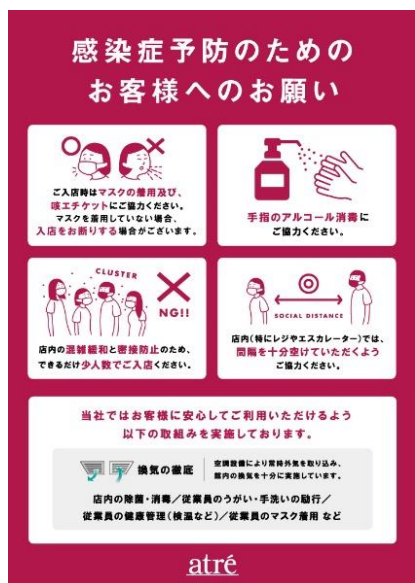 感染症予防のための
お客様へのお願い
ご入店時はマスクの着用及び、
咳エチケットにご協力ください。
マスクを着用していない場合、
入店をお断りする場合がございます。
手指のアルコール消毒に
ご協力ください。
CLUSTER
NG!!
店内の混雑緩和と密接防止のため、
できるだけ少人数でご入店ください。
SOCIAL DISTANCE
店内（特にレジやエスカレーター）では、
間隔を十分空けていただくよう
ご協力ください。
当社ではお客様に安心してご利用いただけるよう
以下の取組みを実施しております。
換気の徹底
空調設備により常時外気を取り込み、
館内の換気を十分に実施しています。
店内の除菌・消毒／従業員のうがい・手洗いの励行／
従業員の健康管理（検温など）／従業員のマスク着用 など
atré